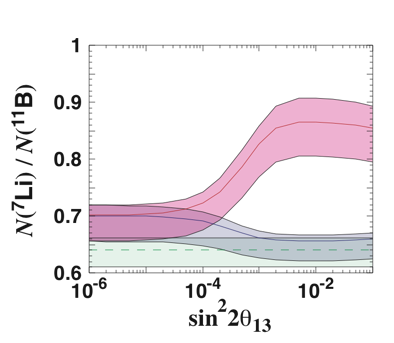 1
0.9
0.8
0.7
0.6
N(⁷Li) / N(¹¹B)
10⁻⁶ 10⁻⁴ 10⁻²
sin²2θ₁₃